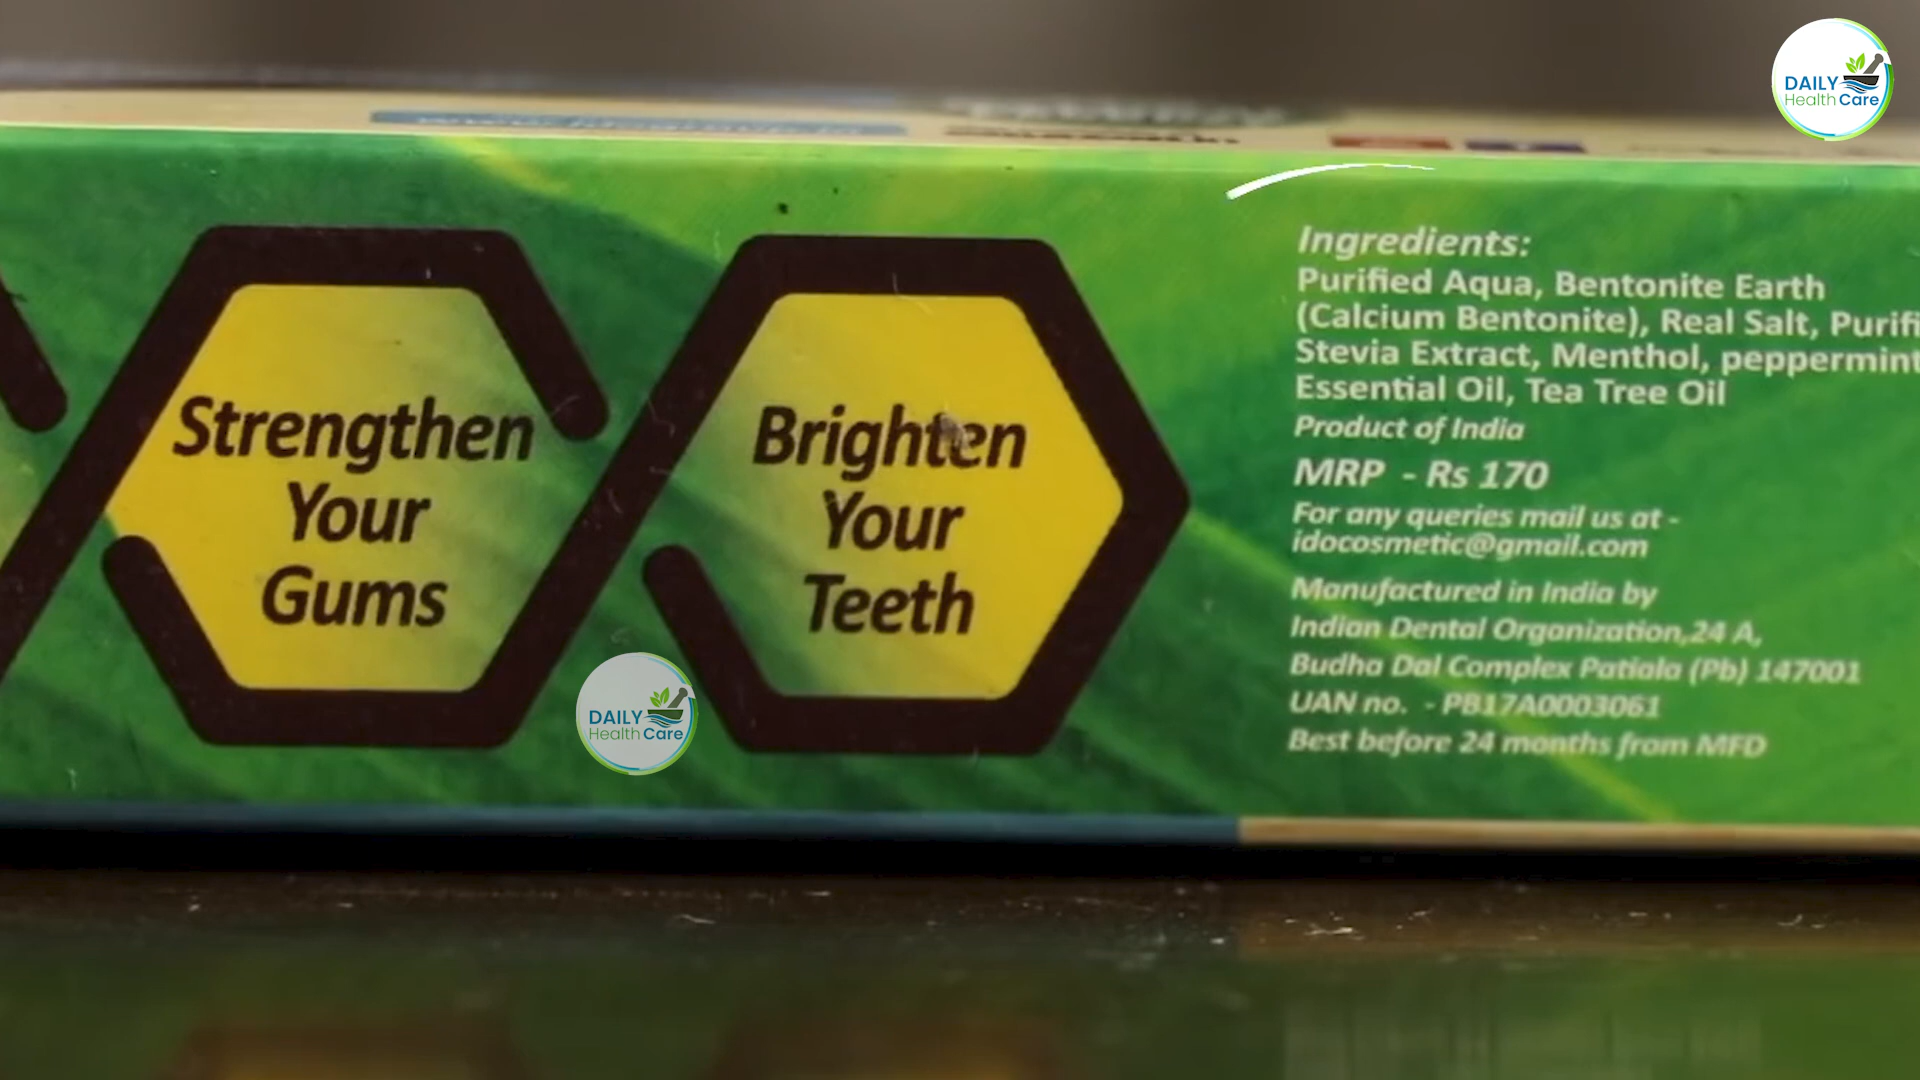 DAILY
Health Care
Strengthen
Your
Gums
Brighten
Your
Teeth
Ingredients:
Purified Aqua, Bentonite Earth
(Calcium Bentonite), Real Salt, Purifi
Stevia Extract, Menthol, peppermint
Essential Oil, Tea Tree Oil
Product of India
MRP - Rs 170
For any queries mail us at -
idocosmetic@gmail.com
Manufactured in India by
Indian Dental Organization,24 A,
Budha Dal Complex Patiala (Pb) 147001
UAN no. - PB17A0003061
Best before 24 months from MFD
DAILY
Health Care